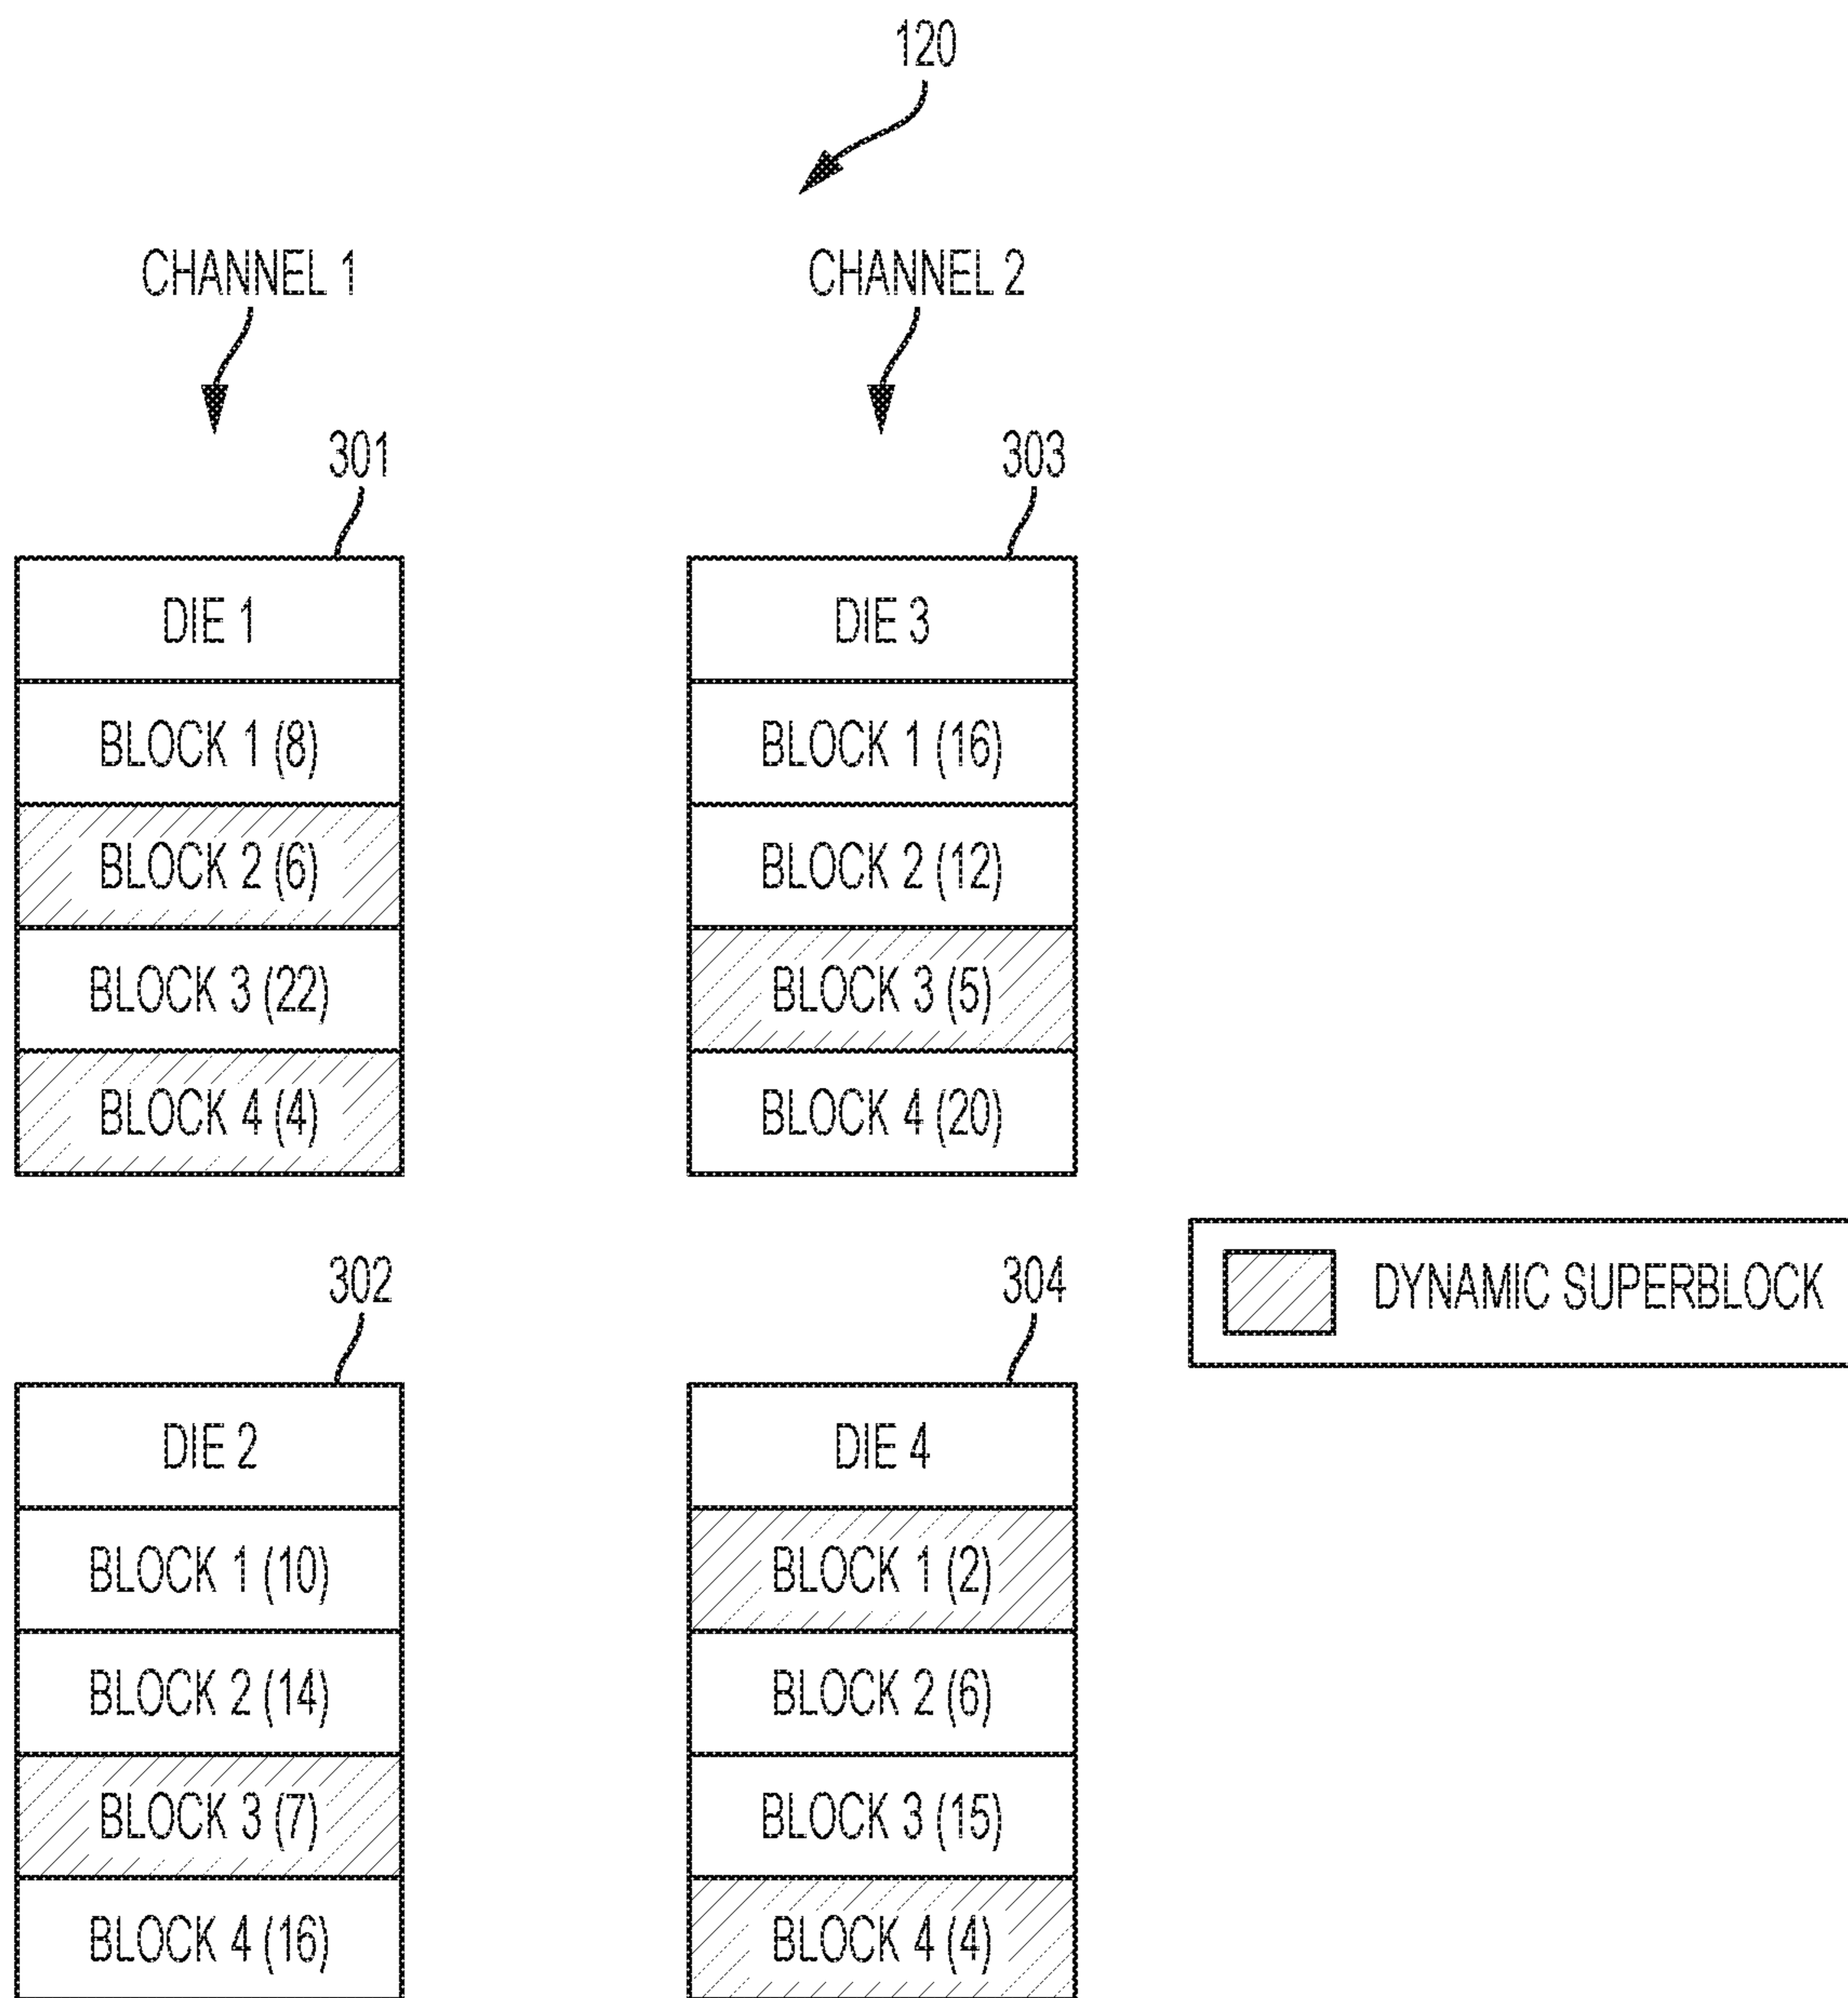 120
CHANNEL 1
CHANNEL 2
301
303
DIE 1
BLOCK 1 (8)
BLOCK 2 (6)
BLOCK 3 (22)
BLOCK 4 (4)
DIE 3
BLOCK 1 (16)
BLOCK 2 (12)
BLOCK 3 (5)
BLOCK 4 (20)
302
304
DYNAMIC SUPERBLOCK
DIE 2
BLOCK 1 (10)
BLOCK 2 (14)
BLOCK 3 (7)
BLOCK 4 (16)
DIE 4
BLOCK 1 (2)
BLOCK 2 (6)
BLOCK 3 (15)
BLOCK 4 (4)